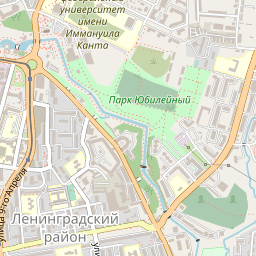 университет
имени
Иммануила
Канта
Парк Юбилейный
улица 9-го Апреля
Ленинградский
район